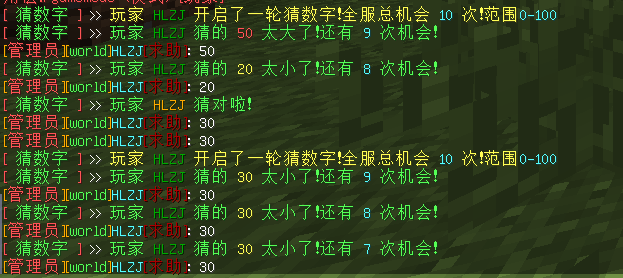 [ 猜数字 ] >> 玩家 HLZJ 开启了一轮猜数字!全服总机会 10 次!范围0-100
[ 猜数字 ] >> 玩家 HLZJ 猜的 50 太大了!还有 9 次机会!
[管理员][world]HLZJ[求助]: 50
[ 猜数字 ] >> 玩家 HLZJ 猜的 20 太小了!还有 8 次机会!
[管理员][world]HLZJ[求助]: 20
[ 猜数字 ] >> 玩家 HLZJ 猜对啦!
[管理员][world]HLZJ[求助]: 30
[管理员][world]HLZJ[求助]: 30
[ 猜数字 ] >> 玩家 HLZJ 开启了一轮猜数字!全服总机会 10 次!范围0-100
[ 猜数字 ] >> 玩家 HLZJ 猜的 30 太小了!还有 9 次机会!
[管理员][world]HLZJ[求助]: 30
[ 猜数字 ] >> 玩家 HLZJ 猜的 30 太小了!还有 8 次机会!
[管理员][world]HLZJ[求助]: 30
[ 猜数字 ] >> 玩家 HLZJ 猜的 30 太小了!还有 7 次机会!
[管理员][world]HLZJ[求助]: 30